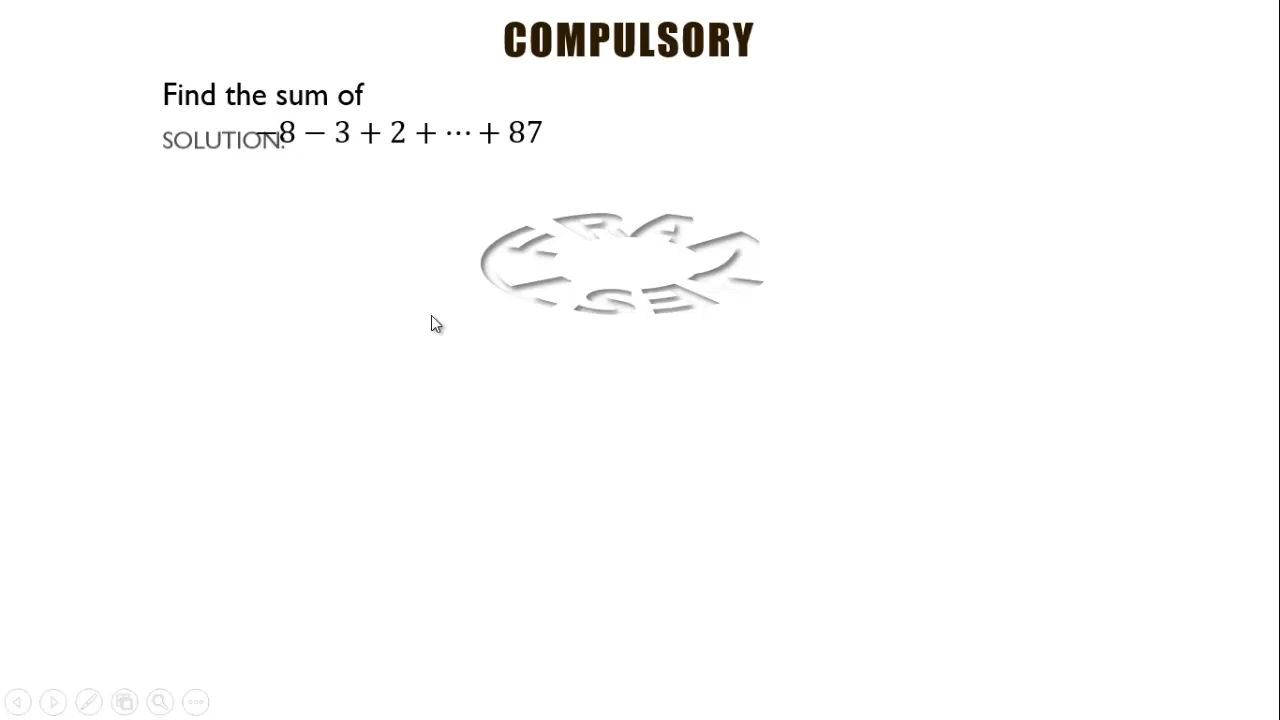 COMPULSORY
Find the sum of
SOLUTION:
−8 − 3 + 2 + ⋯ + 87